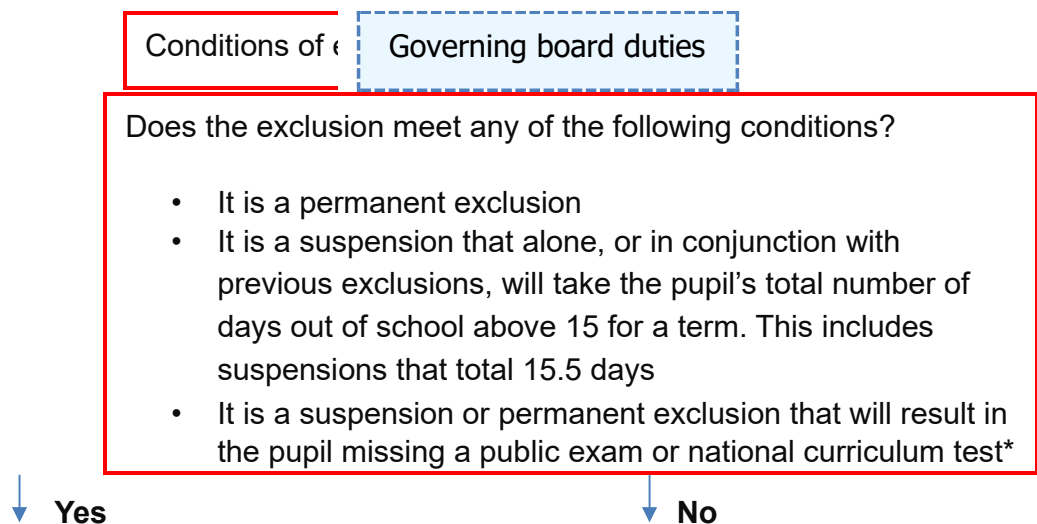 Conditions of
Governing board duties
Does the exclusion meet any of the following conditions?
• It is a permanent exclusion
• It is a suspension that alone, or in conjunction with
previous exclusions, will take the pupil’s total number of
days out of school above 15 for a term. This includes
suspensions that total 15.5 days
• It is a suspension or permanent exclusion that will result in
the pupil missing a public exam or national curriculum test*
Yes
No